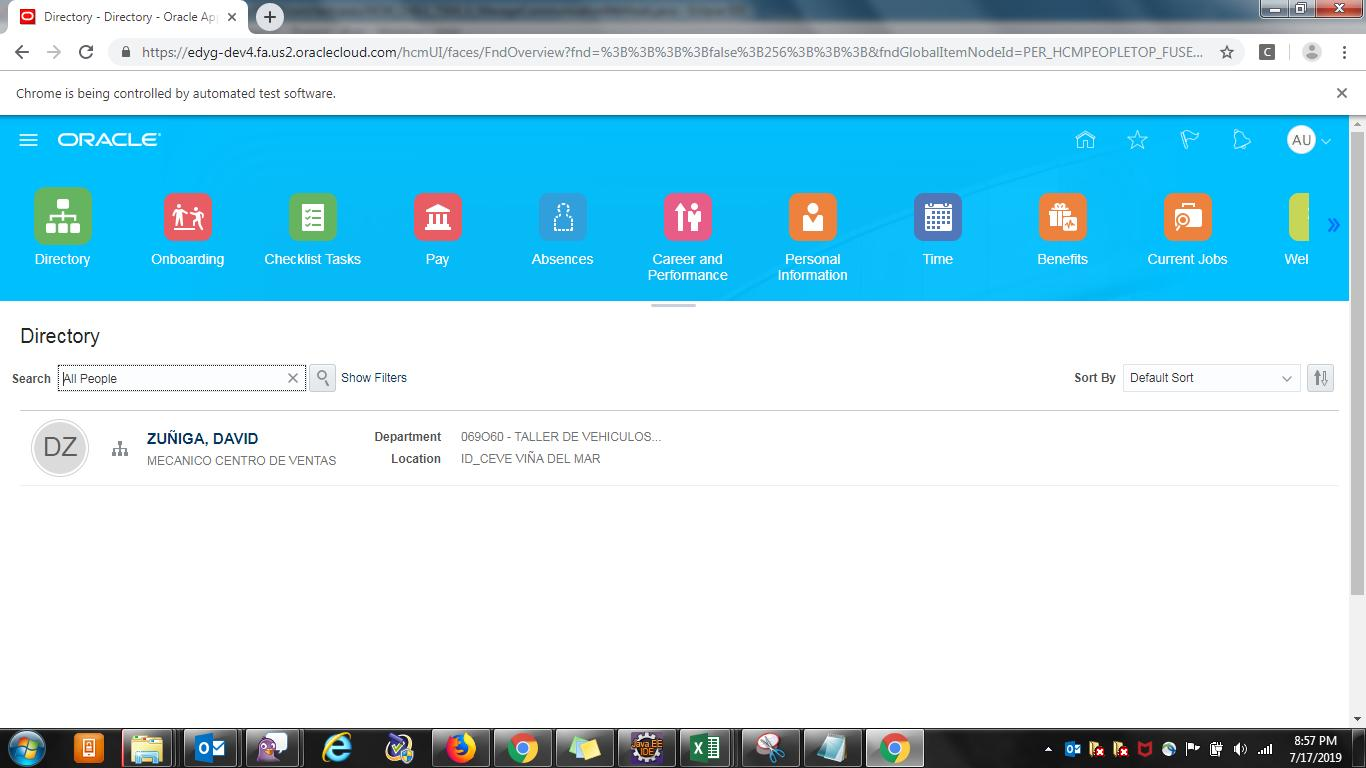 Directory - Directory - Oracle Ap
https://edyg-dev4.fa.us2.oraclecloud.com/hcmUI/faces/FndOverview?fnd=%3B%3B%3B%3Bfalse%3B256%3B%3B%3B&fndGlobalItemNodeId=PER_HCMPEOPLETOP_FUSE...
C
Chrome is being controlled by automated test software.
ORACLE
AU
Directory
Onboarding
Checklist Tasks
Pay
Absences
Career and
Performance
Personal
Information
Time
Benefits
Current Jobs
Wel
Directory
Search All People Show Filters
Sort By Default Sort
DZ
ZUÑIGA, DAVID
MECANICO CENTRO DE VENTAS
Department 069O60 - TALLER DE VEHICULOS...
Location ID_CEVE VIÑA DEL MAR
Java EE
IDE
8:57 PM
7/17/2019